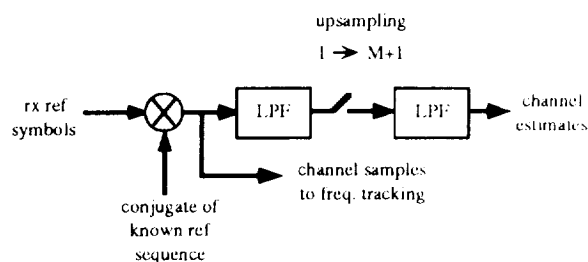 upsampling
1 → M+1
rx ref
symbols
LPF
LPF
channel
estimates
channel samples
to freq. tracking
conjugate of
known ref
sequence